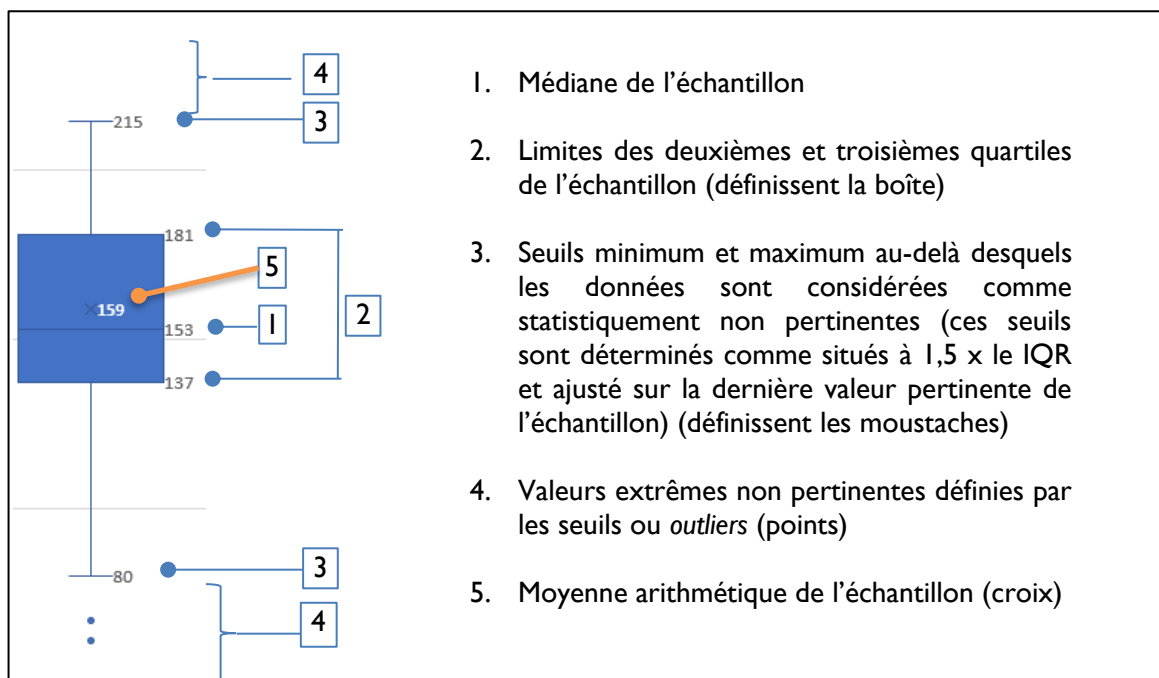 4
215
3
181
5
159
1
153
2
137
80
3
4
1. Médiane de l’échantillon
2. Limites des deuxièmes et troisièmes quartiles
de l’échantillon (définissent la boîte)
3. Seuils minimum et maximum au-delà desquels
les données sont considérées comme
statistiquement non pertinentes (ces seuils
sont déterminés comme situés à 1,5 x le IQR
et ajusté sur la dernière valeur pertinente de
l’échantillon) (définissent les moustaches)
4. Valeurs extrêmes non pertinentes définies par
les seuils ou outliers (points)
5. Moyenne arithmétique de l’échantillon (croix)